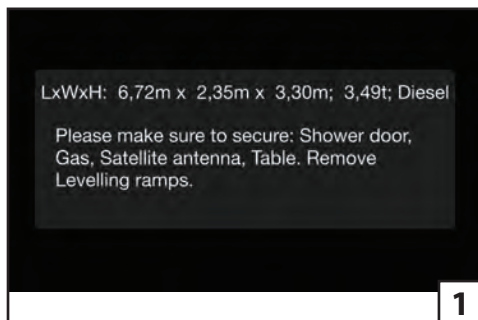 LxWxH: 6,72m x 2,35m x 3,30m; 3,49t; Diesel
Please make sure to secure: Shower door,
Gas, Satellite antenna, Table. Remove
Levelling ramps.
1